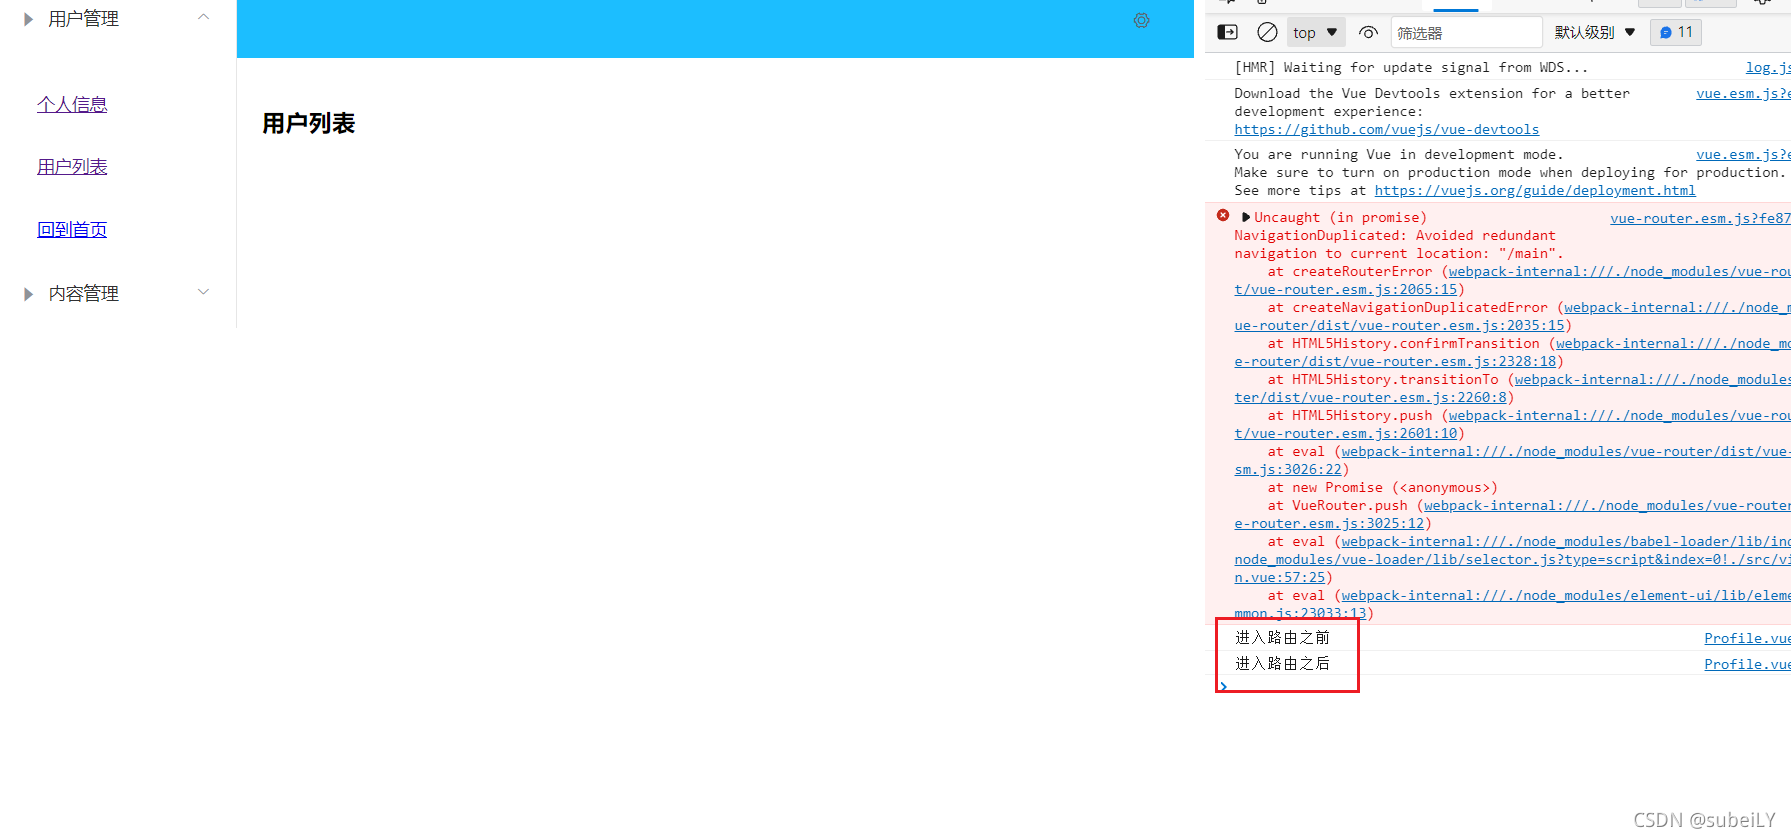 用户管理
个人信息
用户列表
回到首页
内容管理
用户列表
top
筛选器
默认级别
11
[HMR] Waiting for update signal from WDS...
log.js
Download the Vue Devtools extension for a better
vue.esm.js?e
development experience:
https://github.com/vuejs/vue-devtools
You are running Vue in development mode.
vue.esm.js?e
Make sure to turn on production mode when deploying for production.
See more tips at https://vuejs.org/guide/deployment.html
Uncaught (in promise)
vue-router.esm.js?fe87
NavigationDuplicated: Avoided redundant
navigation to current location: "/main".
at createRouterError (webpack-internal:///./node_modules/vue-rou
t/vue-router.esm.js:2065:15)
at createNavigationDuplicatedError (webpack-internal:///./node_m
ue-router/dist/vue-router.esm.js:2035:15)
at HTML5History.confirmTransition (webpack-internal:///./node_mo
e-router/dist/vue-router.esm.js:2328:18)
at HTML5History.transitionTo (webpack-internal:///./node_modules
ter/dist/vue-router.esm.js:2260:8)
at HTML5History.push (webpack-internal:///./node_modules/vue-rou
t/vue-router.esm.js:2601:10)
at eval (webpack-internal:///./node_modules/vue-router/dist/vue-
sm.js:3026:22)
at new Promise (<anonymous>)
at VueRouter.push (webpack-internal:///./node_modules/vue-router
e-router.esm.js:3025:12)
at eval (webpack-internal:///./node_modules/babel-loader/lib/ind
node_modules/vue-loader/lib/selector.js?type=script&index=0!./src/vi
n.vue:57:25)
at eval (webpack-internal:///./node_modules/element-ui/lib/eleme
mmon.js:23033:13)
进入路由之前
Profile.vue
进入路由之后
Profile.vue
CSDN @subeiLY